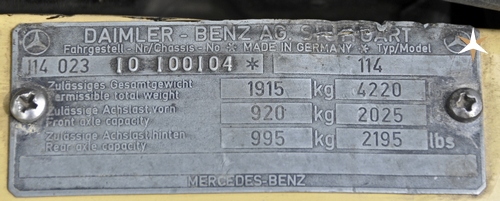 DAIMLER - BENZ AG. STUTTGART
Fahrgestell - Nr/Chassis - No * MADE IN GERMANY * Typ/Model
114 023 10 100104 * 114
Zulässiges Gesamtgewicht 1915 kg 4220
Permissible total weight
Zulässige Achslast vorn 920 kg 2025
Front axle capacity
Zulässige Achslast hinten 995 kg 2195 lbs
Rear axle capacity
MERCEDES-BENZ